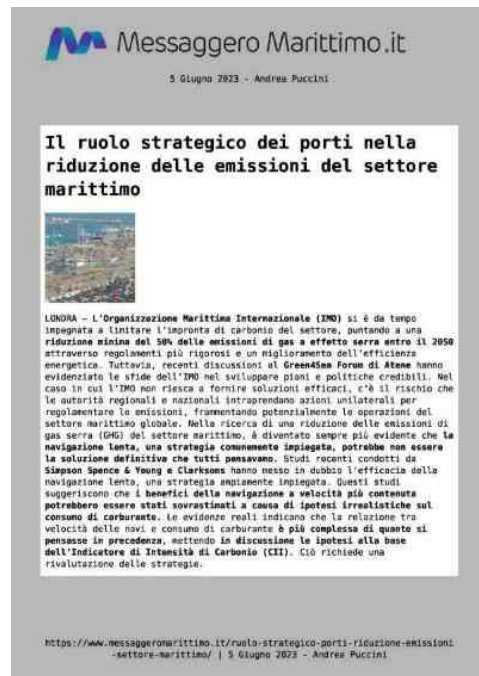 Messaggero Marittimo.it
5 Giugno 2023 - Andrea Puccini
Il ruolo strategico dei porti nella
riduzione delle emissioni del settore
marittimo
LONDRA – L'Organizzazione Marittima Internazionale (IMO) si è da tempo
impegnata a limitare l'impronta di carbonio del settore, puntando a una
riduzione minima del 50% delle emissioni di gas a effetto serra entro il 2050
attraverso regolamenti più rigorosi e un miglioramento dell'efficienza
energetica. Tuttavia, recenti discussioni al Green4Sea Forum di Atene hanno
evidenziato le sfide dell'IMO nel sviluppare piani e politiche credibili. Nel
caso in cui l'IMO non riesca a fornire soluzioni efficaci, c'è il rischio che
le autorità regionali e nazionali intraprendano azioni unilaterali per
regolamentare le emissioni, frammentando potenzialmente le operazioni del
settore marittimo globale. Nella ricerca di una riduzione delle emissioni di
gas serra (GHG) del settore marittimo, è diventato sempre più evidente che la
navigazione lenta, una strategia comunemente impiegata, potrebbe non essere
la soluzione definitiva che tutti pensavamo. Studi recenti condotti da
Simpson Spence & Young e Clarksons hanno messo in dubbio l'efficacia della
navigazione lenta, una strategia ampiamente impiegata. Questi studi
suggeriscono che i benefici della navigazione a velocità più contenuta
potrebbero essere stati sovrastimati a causa di ipotesi irrealistiche sul
consumo di carburante. Le evidenze reali indicano che la relazione tra
velocità delle navi e consumo di carburante è più complessa di quanto si
pensasse in precedenza, mettendo in discussione le ipotesi alla base
dell'Indicatore di Intensità di Carbonio (CII). Ciò richiede una
rivalutazione delle strategie.
https://www.messaggeromarittimo.it/ruolo-strategico-porti-riduzione-emissioni
-settore-marittimo/ | 5 Giugno 2023 - Andrea Puccini